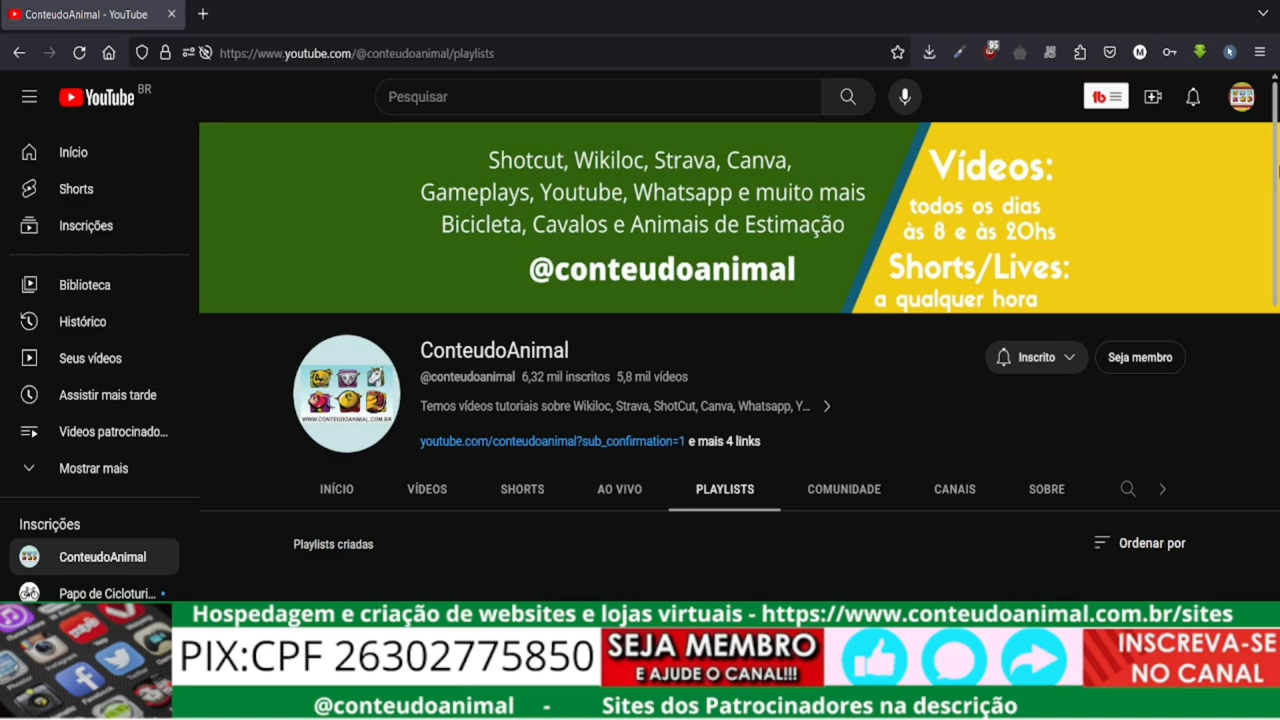 ConteudoAnimal - YouTube
https://www.youtube.com/@conteudoanimal/playlists
95
M
YouTube BR
Pesquisar
Início
Shorts
Inscrições
Biblioteca
Histórico
Seus vídeos
Assistir mais tarde
Videos patrocinado...
Mostrar mais
Inscrições
ConteudoAnimal
Papo de Cicloturi...
Shotcut, Wikiloc, Strava, Canva,
Gameplays, Youtube, Whatsapp e muito mais
Bicicleta, Cavalos e Animais de Estimação
@conteudoanimal
Vídeos:
todos os dias
às 8 e às 20hs
Shorts/Lives:
a qualquer hora
WWW.CONTEUDOANIMAL.COM.BR
ConteudoAnimal
@conteudoanimal 6,32 mil inscritos 5,8 mil vídeos
Temos vídeos tutoriais sobre Wikiloc, Strava, ShotCut, Canva, Whatsapp, Y...
youtube.com/conteudoanimal?sub_confirmation=1 e mais 4 links
Inscrito
Seja membro
INÍCIO VÍDEOS SHORTS AO VIVO PLAYLISTS COMUNIDADE CANAIS SOBRE
Playlists criadas
Ordenar por
Hospedagem e criação de websites e lojas virtuais - https://www.conteudoanimal.com.br/sites
PIX:CPF 26302775850
SEJA MEMBRO
E AJUDE O CANAL!!!
INSCREVA-SE
NO CANAL
@conteudoanimal - Sites dos Patrocinadores na descrição